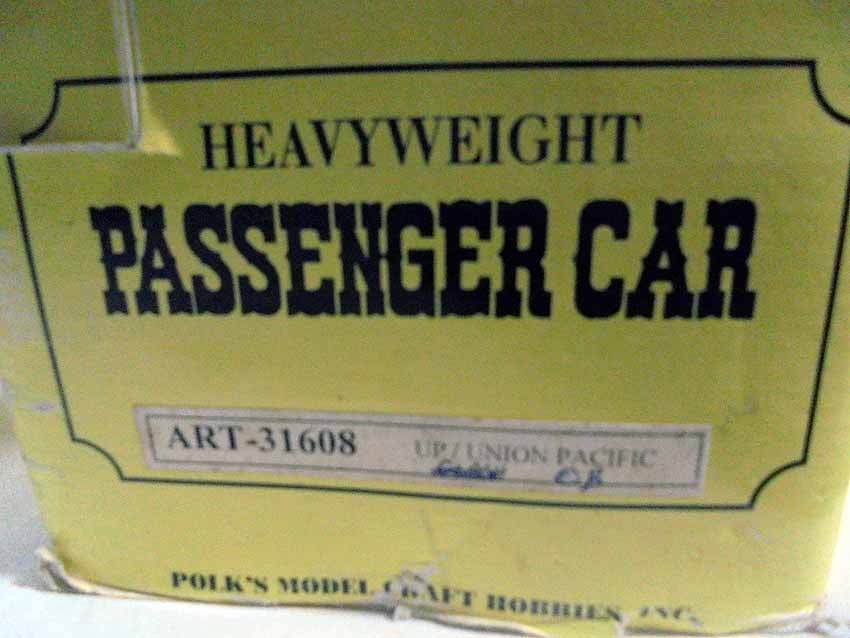 HEAVYWEIGHT
PASSENGER CAR
ART-31608 UP / UNION PACIFIC
POLK'S MODEL CRAFT HOBBIES, INC.